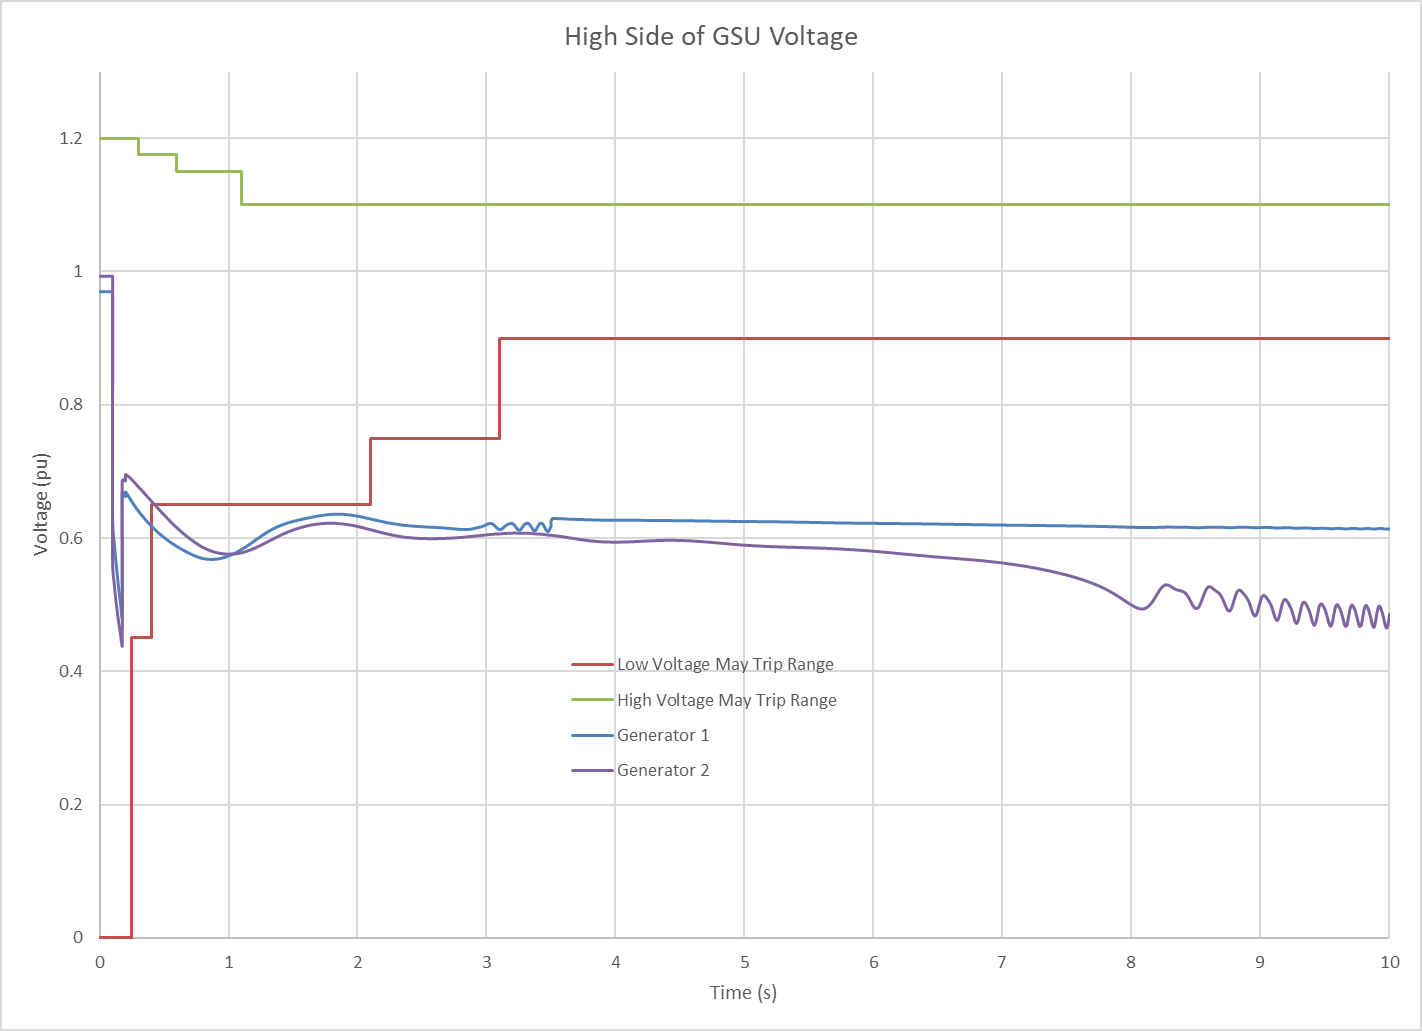 High Side of GSU Voltage
1.2
1
0.8
0.6
0.4
0.2
0
Voltage (pu)
Low Voltage May Trip Range
High Voltage May Trip Range
Generator 1
Generator 2
0 1 2 3 4 5 6 7 8 9 10
Time (s)